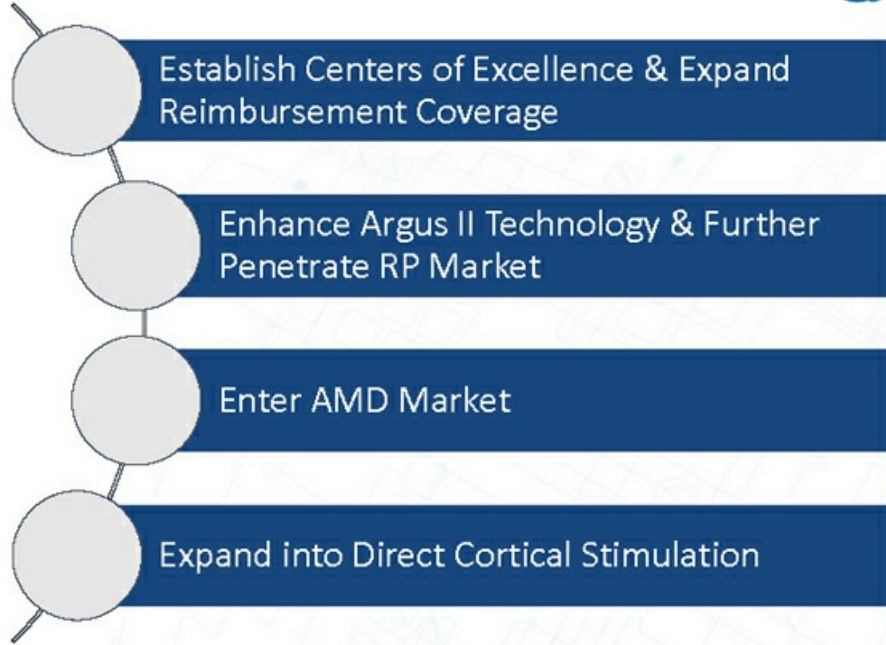 Establish Centers of Excellence & Expand
Reimbursement Coverage
Enhance Argus II Technology & Further
Penetrate RP Market
Enter AMD Market
Expand into Direct Cortical Stimulation